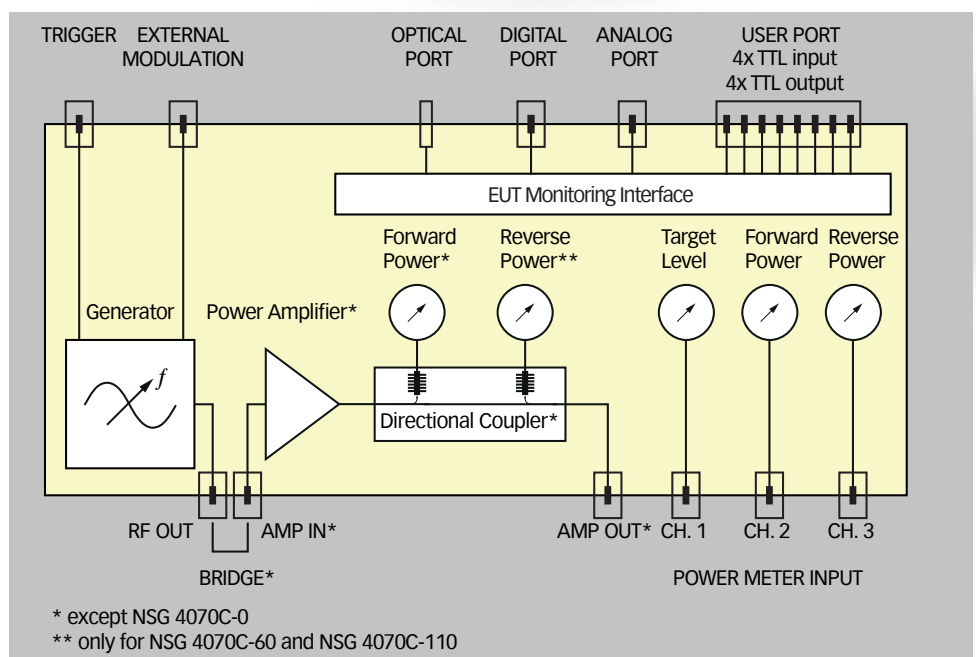 TRIGGER
EXTERNAL
MODULATION
OPTICAL
PORT
DIGITAL
PORT
ANALOG
PORT
USER PORT
4x TTL input
4x TTL output
EUT Monitoring Interface
Forward
Power*
Reverse
Power**
Target
Level
Forward
Power
Reverse
Power
Generator
Power Amplifier*
f
Directional Coupler*
RF OUT
AMP IN*
AMP OUT*
CH. 1
CH. 2
CH. 3
BRIDGE*
POWER METER INPUT
* except NSG 4070C-0
** only for NSG 4070C-60 and NSG 4070C-110